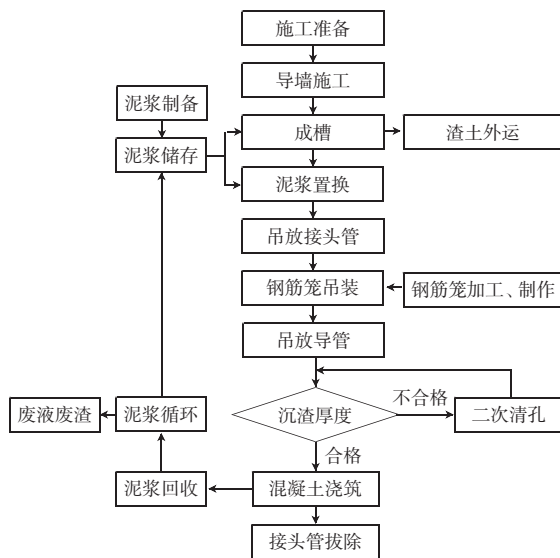 施工准备
导墙施工
泥浆制备
成槽
渣土外运
泥浆储存
泥浆置换
吊放接头管
钢筋笼吊装
钢筋笼加工、制作
吊放导管
不合格
废液废渣
泥浆循环
沉渣厚度
二次清孔
合格
泥浆回收
混凝土浇筑
接头管拔除